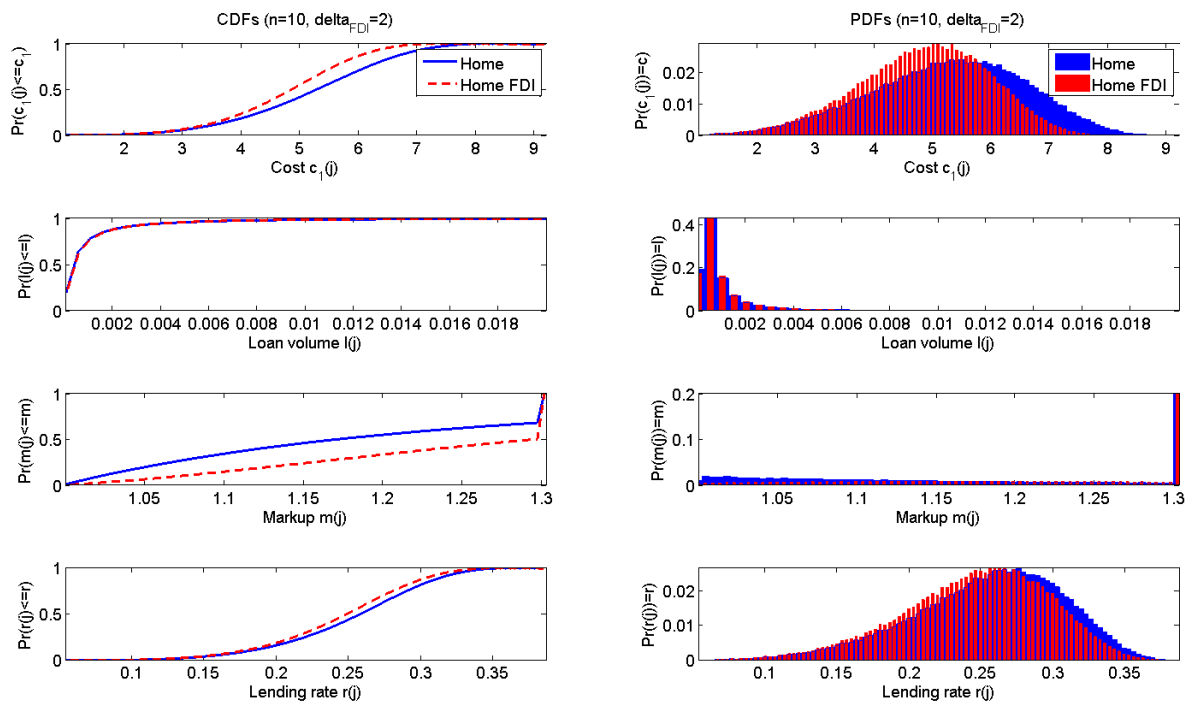 CDFs (n=10, delta_FDI=2)
Pr(c_1(j)<=c_1)
1
0.5
0
Home
Home FDI
2 3 4 5 6 7 8 9
Cost c_1(j)
Pr(l(j)<=l)
1
0.5
0
0.002 0.004 0.006 0.008 0.01 0.012 0.014 0.016 0.018
Loan volume l(j)
Pr(m(j)<=m)
1
0.5
0
1.05 1.1 1.15 1.2 1.25 1.3
Markup m(j)
Pr(r(j)<=r)
1
0.5
0
0.1 0.15 0.2 0.25 0.3 0.35
Lending rate r(j)
PDFs (n=10, delta_FDI=2)
Pr(c_1(j))=c)
0.02
0.01
0
Home
Home FDI
2 3 4 5 6 7 8 9
Cost c_1(j)
Pr(l(j))=l)
0.4
0.2
0
0.002 0.004 0.006 0.008 0.01 0.012 0.014 0.016 0.018
Loan volume l(j)
Pr(m(j))=m)
0.2
0.1
0
1.05 1.1 1.15 1.2 1.25 1.3
Markup m(j)
Pr(r(j))=r)
0.02
0.01
0
0.1 0.15 0.2 0.25 0.3 0.35
Lending rate r(j)